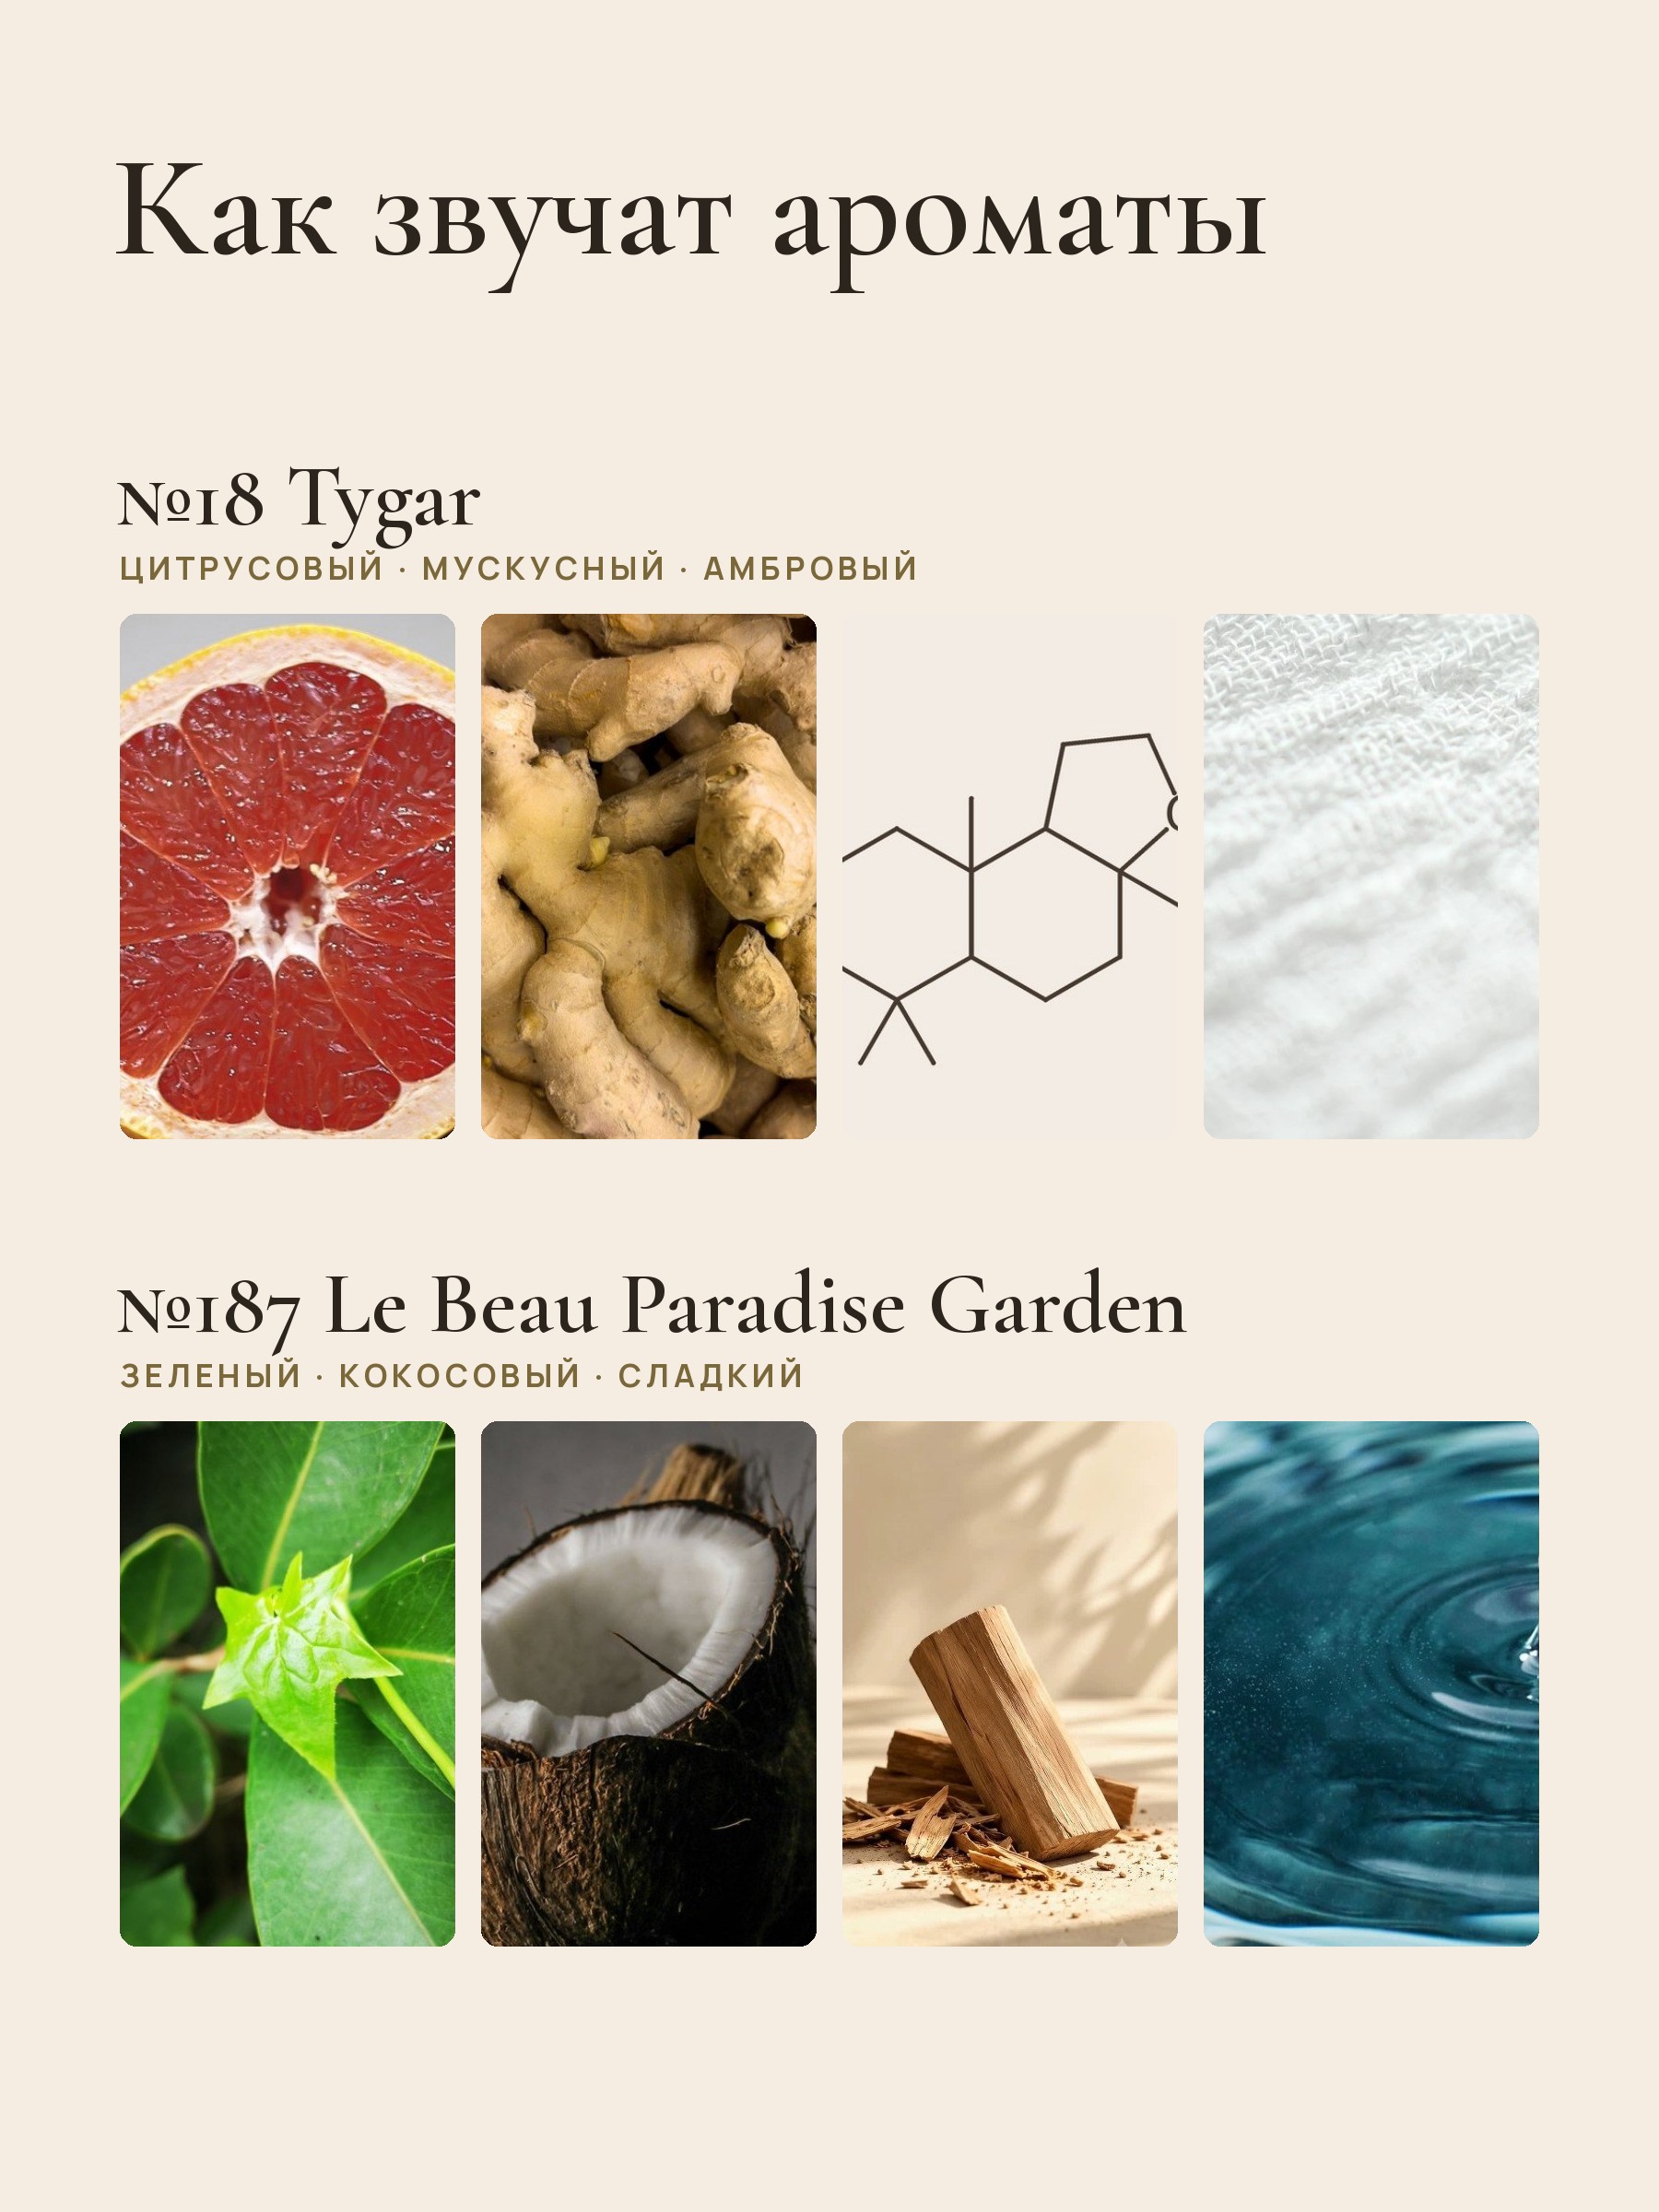 Как звучат ароматы
№18 Tygar
ЦИТРУСОВЫЙ · МУСКУСНЫЙ · АМБРОВЫЙ
№187 Le Beau Paradise Garden
ЗЕЛЕНЫЙ · КОКОСОВЫЙ · СЛАДКИЙ